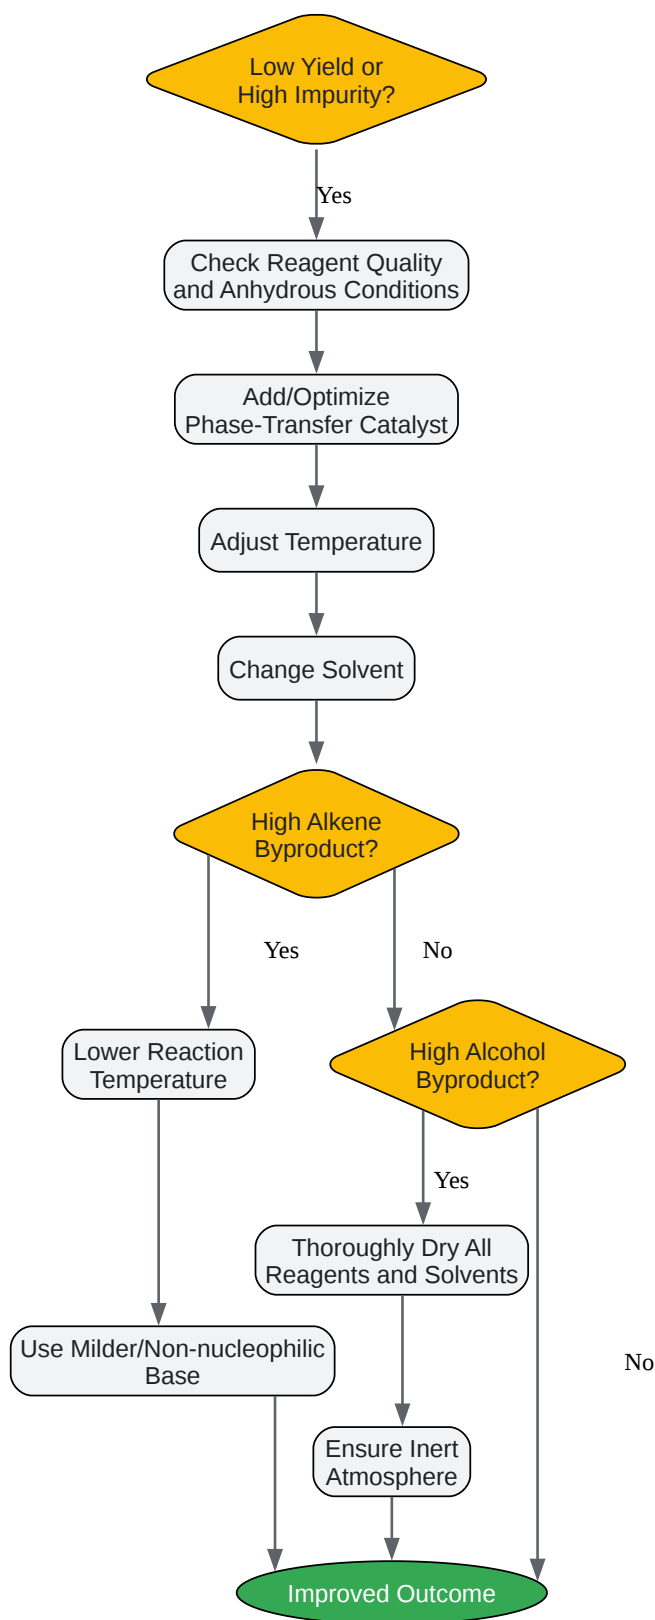 Low Yield or
High Impurity?
Yes
Check Reagent Quality
and Anhydrous Conditions
Add/Optimize
Phase-Transfer Catalyst
Adjust Temperature
Change Solvent
High Alkene
Byproduct?
Yes
No
Lower Reaction
Temperature
High Alcohol
Byproduct?
Yes
Thoroughly Dry All
Reagents and Solvents
Use Milder/Non-nucleophilic
Base
No
Ensure Inert
Atmosphere
Improved Outcome